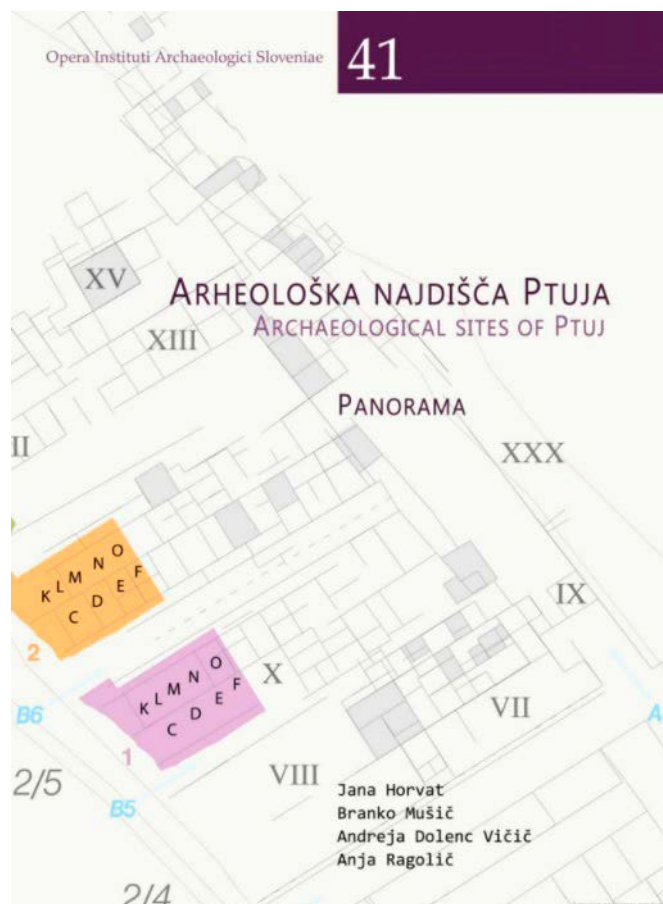 Opera Instituti Archaeologici Sloveniae
41
XV
ARHEOLOŠKA NAJDIŠČA PTUJA
ARCHAEOLOGICAL SITES OF PTUJ
XIII
PANORAMA
II
XXX
K L M N O
C D E F
2
IX
K L M N O
C D E F
X
B6
VII
A
1
2/5
VIII
B5
Jana Horvat
Branko Mušič
Andreja Dolenc Vičič
Anja Ragolič
2/4